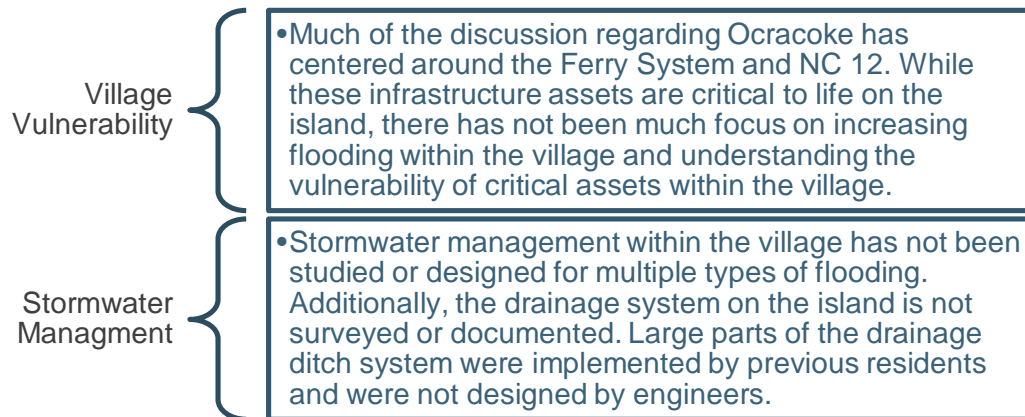 Village
Vulnerability
•Much of the discussion regarding Ocracoke has
centered around the Ferry System and NC 12. While
these infrastructure assets are critical to life on the
island, there has not been much focus on increasing
flooding within the village and understanding the
vulnerability of critical assets within the village.
Stormwater
Managment
•Stormwater management within the village has not been
studied or designed for multiple types of flooding.
Additionally, the drainage system on the island is not
surveyed or documented. Large parts of the drainage
ditch system were implemented by previous residents
and were not designed by engineers.